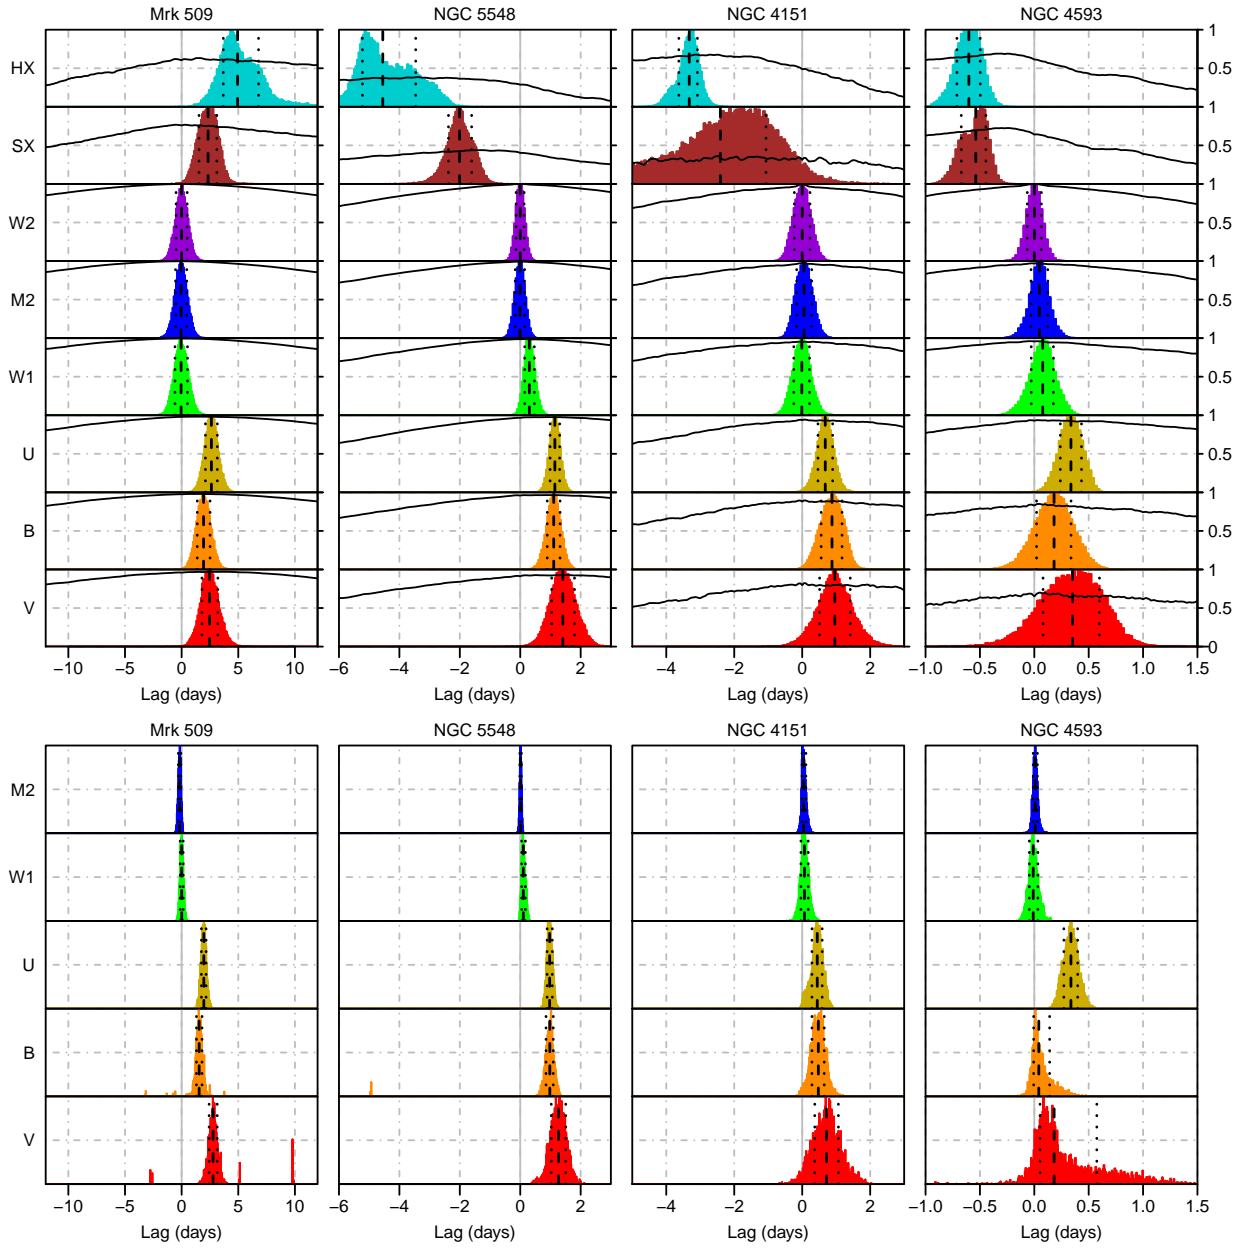 Mrk 509 NGC 5548 NGC 4151 NGC 4593
HX 1
0.5
SX 1
0.5
W2 1
0.5
M2 1
0.5
W1 1
0.5
U 1
0.5
B 1
0.5
V 1
0.5
0
−10 −5 0 5 10 −6 −4 −2 0 2 −4 −2 0 2 −1.0 −0.5 0.0 0.5 1.0 1.5
Lag (days) Lag (days) Lag (days) Lag (days)
Mrk 509 NGC 5548 NGC 4151 NGC 4593
M2
W1
U
B
V
−10 −5 0 5 10 −6 −4 −2 0 2 −4 −2 0 2 −1.0 −0.5 0.0 0.5 1.0 1.5
Lag (days) Lag (days) Lag (days) Lag (days)